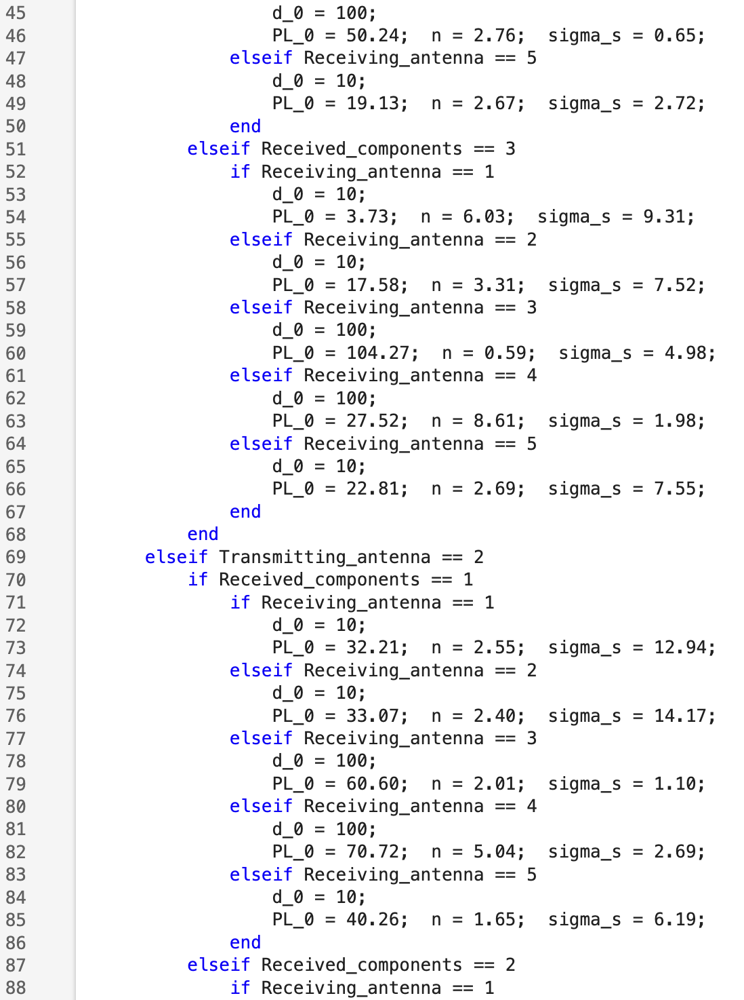 45 d_0 = 100;
46 PL_0 = 50.24; n = 2.76; sigma_s = 0.65;
47 elseif Receiving_antenna == 5
48 d_0 = 10;
49 PL_0 = 19.13; n = 2.67; sigma_s = 2.72;
50 end
51 elseif Received_components == 3
52 if Receiving_antenna == 1
53 d_0 = 10;
54 PL_0 = 3.73; n = 6.03; sigma_s = 9.31;
55 elseif Receiving_antenna == 2
56 d_0 = 10;
57 PL_0 = 17.58; n = 3.31; sigma_s = 7.52;
58 elseif Receiving_antenna == 3
59 d_0 = 100;
60 PL_0 = 104.27; n = 0.59; sigma_s = 4.98;
61 elseif Receiving_antenna == 4
62 d_0 = 100;
63 PL_0 = 27.52; n = 8.61; sigma_s = 1.98;
64 elseif Receiving_antenna == 5
65 d_0 = 10;
66 PL_0 = 22.81; n = 2.69; sigma_s = 7.55;
67 end
68 end
69 elseif Transmitting_antenna == 2
70 if Received_components == 1
71 if Receiving_antenna == 1
72 d_0 = 10;
73 PL_0 = 32.21; n = 2.55; sigma_s = 12.94;
74 elseif Receiving_antenna == 2
75 d_0 = 10;
76 PL_0 = 33.07; n = 2.40; sigma_s = 14.17;
77 elseif Receiving_antenna == 3
78 d_0 = 100;
79 PL_0 = 60.60; n = 2.01; sigma_s = 1.10;
80 elseif Receiving_antenna == 4
81 d_0 = 100;
82 PL_0 = 70.72; n = 5.04; sigma_s = 2.69;
83 elseif Receiving_antenna == 5
84 d_0 = 10;
85 PL_0 = 40.26; n = 1.65; sigma_s = 6.19;
86 end
87 elseif Received_components == 2
88 if Receiving_antenna == 1